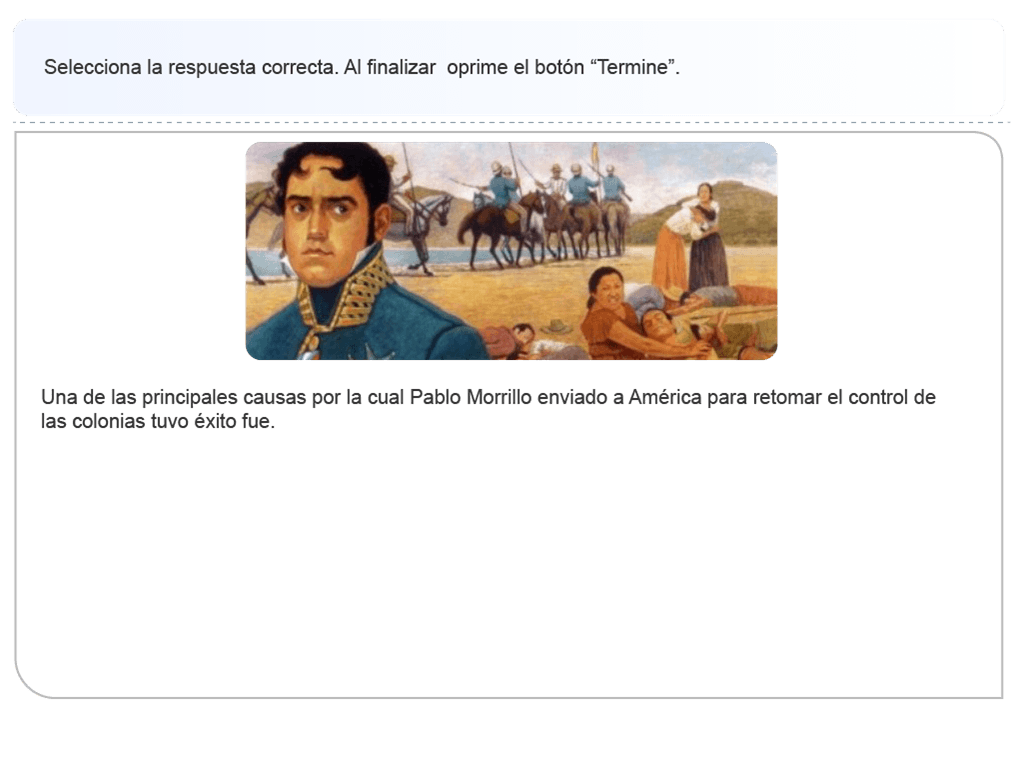 Selecciona la respuesta correcta. Al finalizar  oprime el botón “Termine”.
Una de las principales causas por la cual Pablo Morrillo enviado a América para retomar el control de
las colonias tuvo éxito fue.